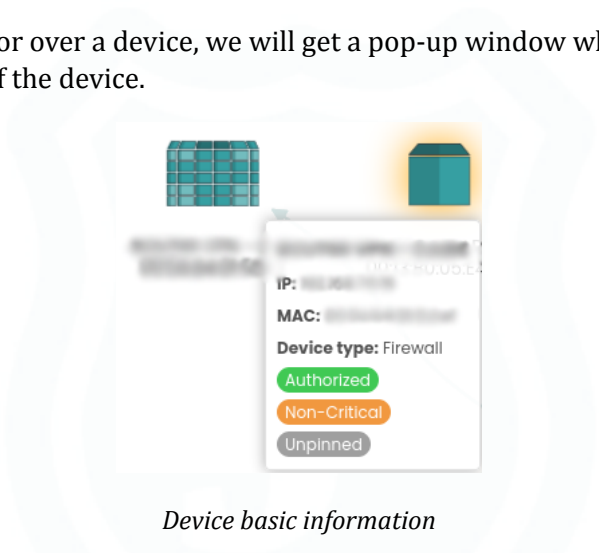 or over a device, we will get a pop-up window wh
f the device.
IP:
MAC:
Device type: Firewall
Authorized
Non-Critical
Unpinned
Device basic information